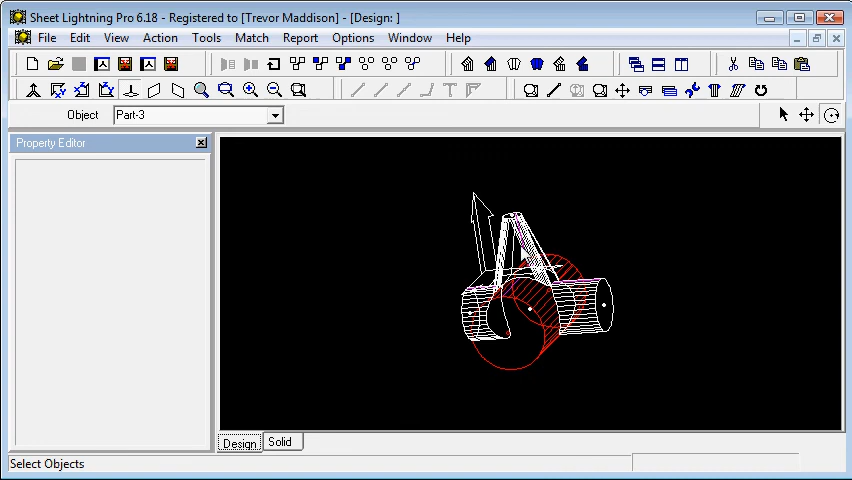 Sheet Lightning Pro 6.18 - Registered to [Trevor Maddison] - [Design: ]
File Edit View Action Tools Match Report Options Window Help
Object Part-3
Property Editor
Design Solid
Select Objects